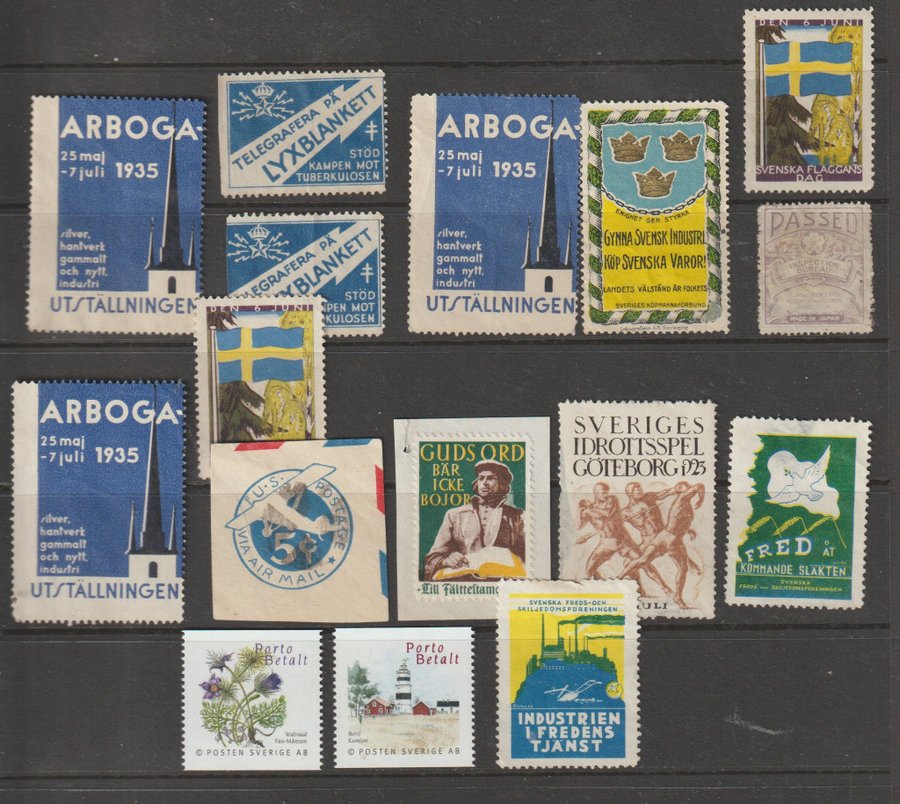 ARBOGA-
25 maj
-7 juli 1935
silver,
hantverk
gammalt
och nytt,
industri
UTSTÄLLNINGEN
TELEGRAFERA PÅ
LYXBLANKETT
STÖD
KAMPEN MOT
TUBERKULOSEN
TELEGRAFERA PÅ
LYXBLANKETT
STÖD
KAMPEN MOT
TUBERKULOSEN
ARBOGA-
25 maj
-7 juli 1935
silver,
hantverk
gammalt
och nytt,
industri
UTSTÄLLNINGEN
ENIGHET GER STYRKA
GYNNA SVENSK INDUSTRI.
KÖP SVENSKA VAROR!
LANDETS VÄLSTÅND ÄR FOLKETS
SVERIGES KÖPMANNAFÖRBUND
DEN 6 JUNI
SVENSKA FLAGGANS
DAG
PASSED
INSPECTION
MADE IN JAPAN
DEN 6 JUNI
ARBOGA-
25 maj
-7 juli 1935
silver,
hantverk
gammalt
och nytt,
industri
UTSTÄLLNINGEN
U.S. POSTAGE
5¢
VIA AIR MAIL
GUDS ORD
BÄR
ICKE
BOJOR
Till Fältteltamo
SVERIGES
IDROTTSSPEL
GÖTEBORG 1923
JULI
FRED ÅT
KOMMANDE SLÄKTEN
SVENSKA
FREDS OCH SKILJEDOMSFÖRENINGEN
Porto
Betalt
Waltraud
© POSTEN SVERIGE AB
Porto
Betalt
Bertil
Kumlien
© POSTEN SVERIGE AB
SVENSKA FREDS-OCH
SKILJEDOMSFÖRENINGEN
INDUSTRIEN
I FREDENS
TJÄNST